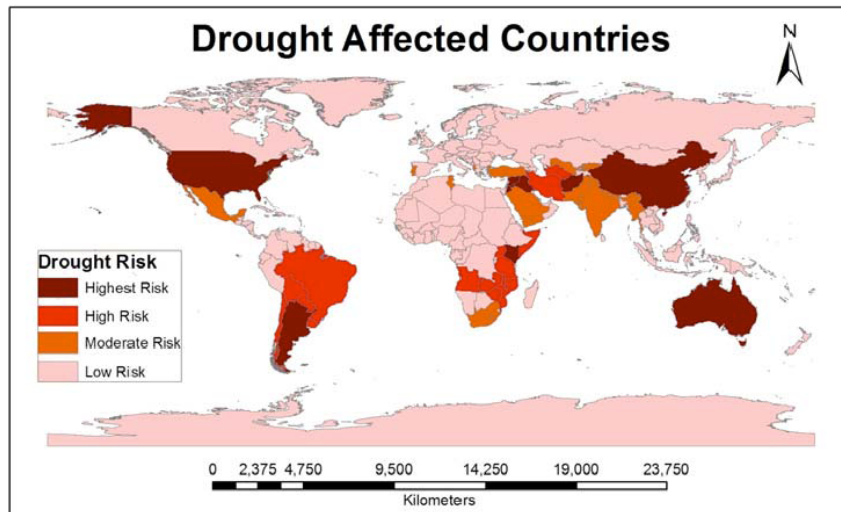 Drought Affected Countries
N
Drought Risk
Highest Risk
High Risk
Moderate Risk
Low Risk
0 2,375 4,750 9,500 14,250 19,000 23,750
Kilometers